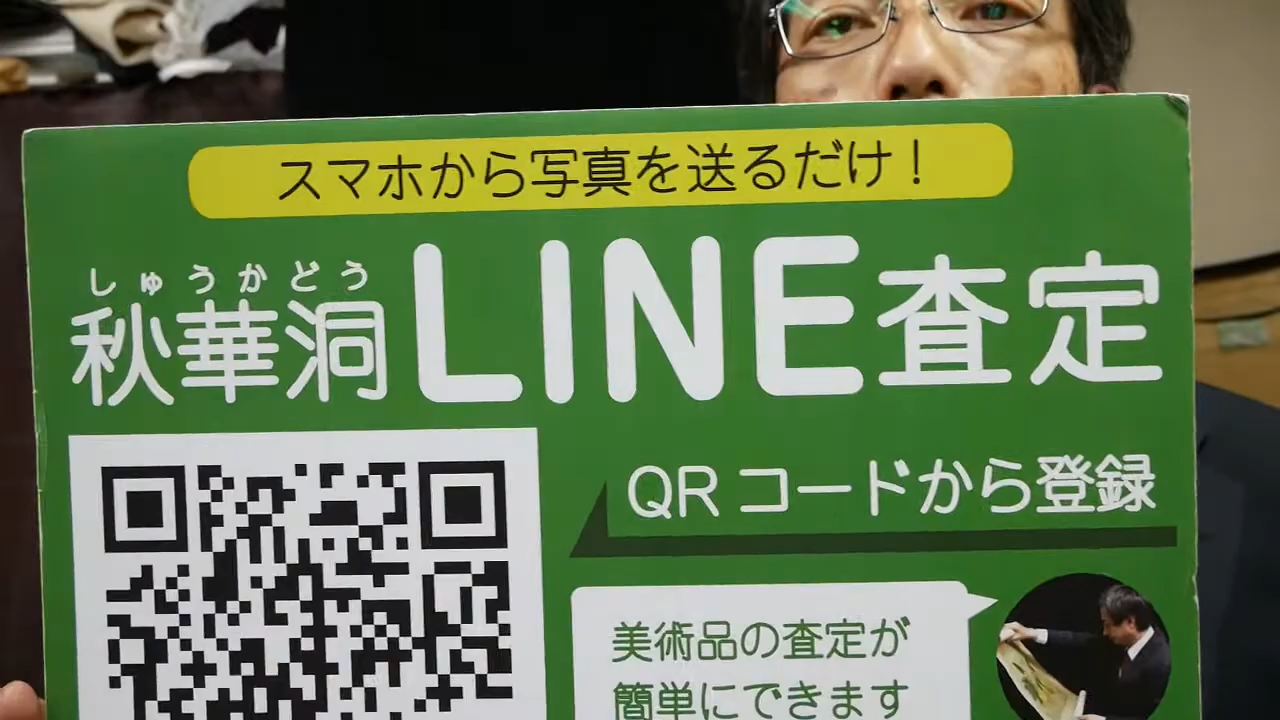 スマホから写真を送るだけ！
しゅうかどう
秋華洞LINE査定
QRコードから登録
美術品の査定が
簡単にできます